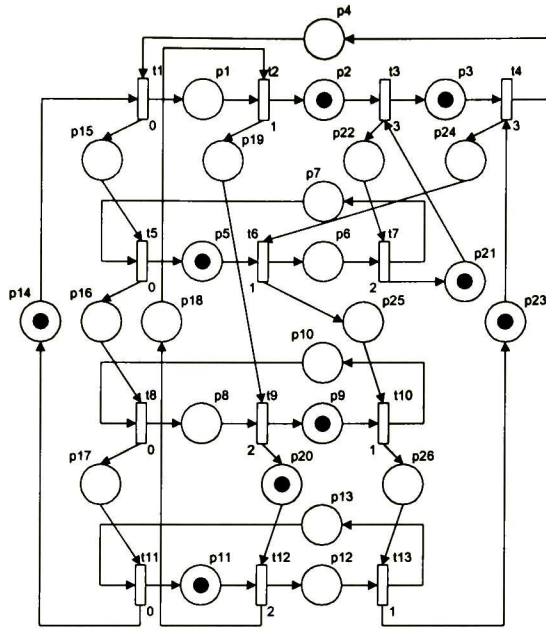 p4
t1 p1 t2 p2 t3 p3 t4
0 1 3 3
p15 p19 p22 p24
p7
t5 p5 t6 p6 t7
0 1 2 p21
p14 p16 p18 p25 p23
p10
t8 p8 t9 p9 t10
0 2 1
p17 p20 p26
p13
t11 p11 t12 p12 t13
0 2 1